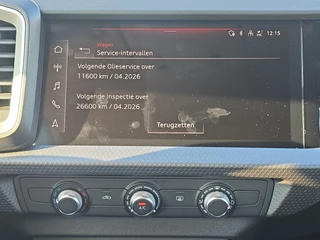 Wagen
12:15
Service-intervallen
Volgende Olieservice over
11600 km / 04.2026
Volgende Inspectie over
26600 km / 04.2026
Terugzetten
A/C